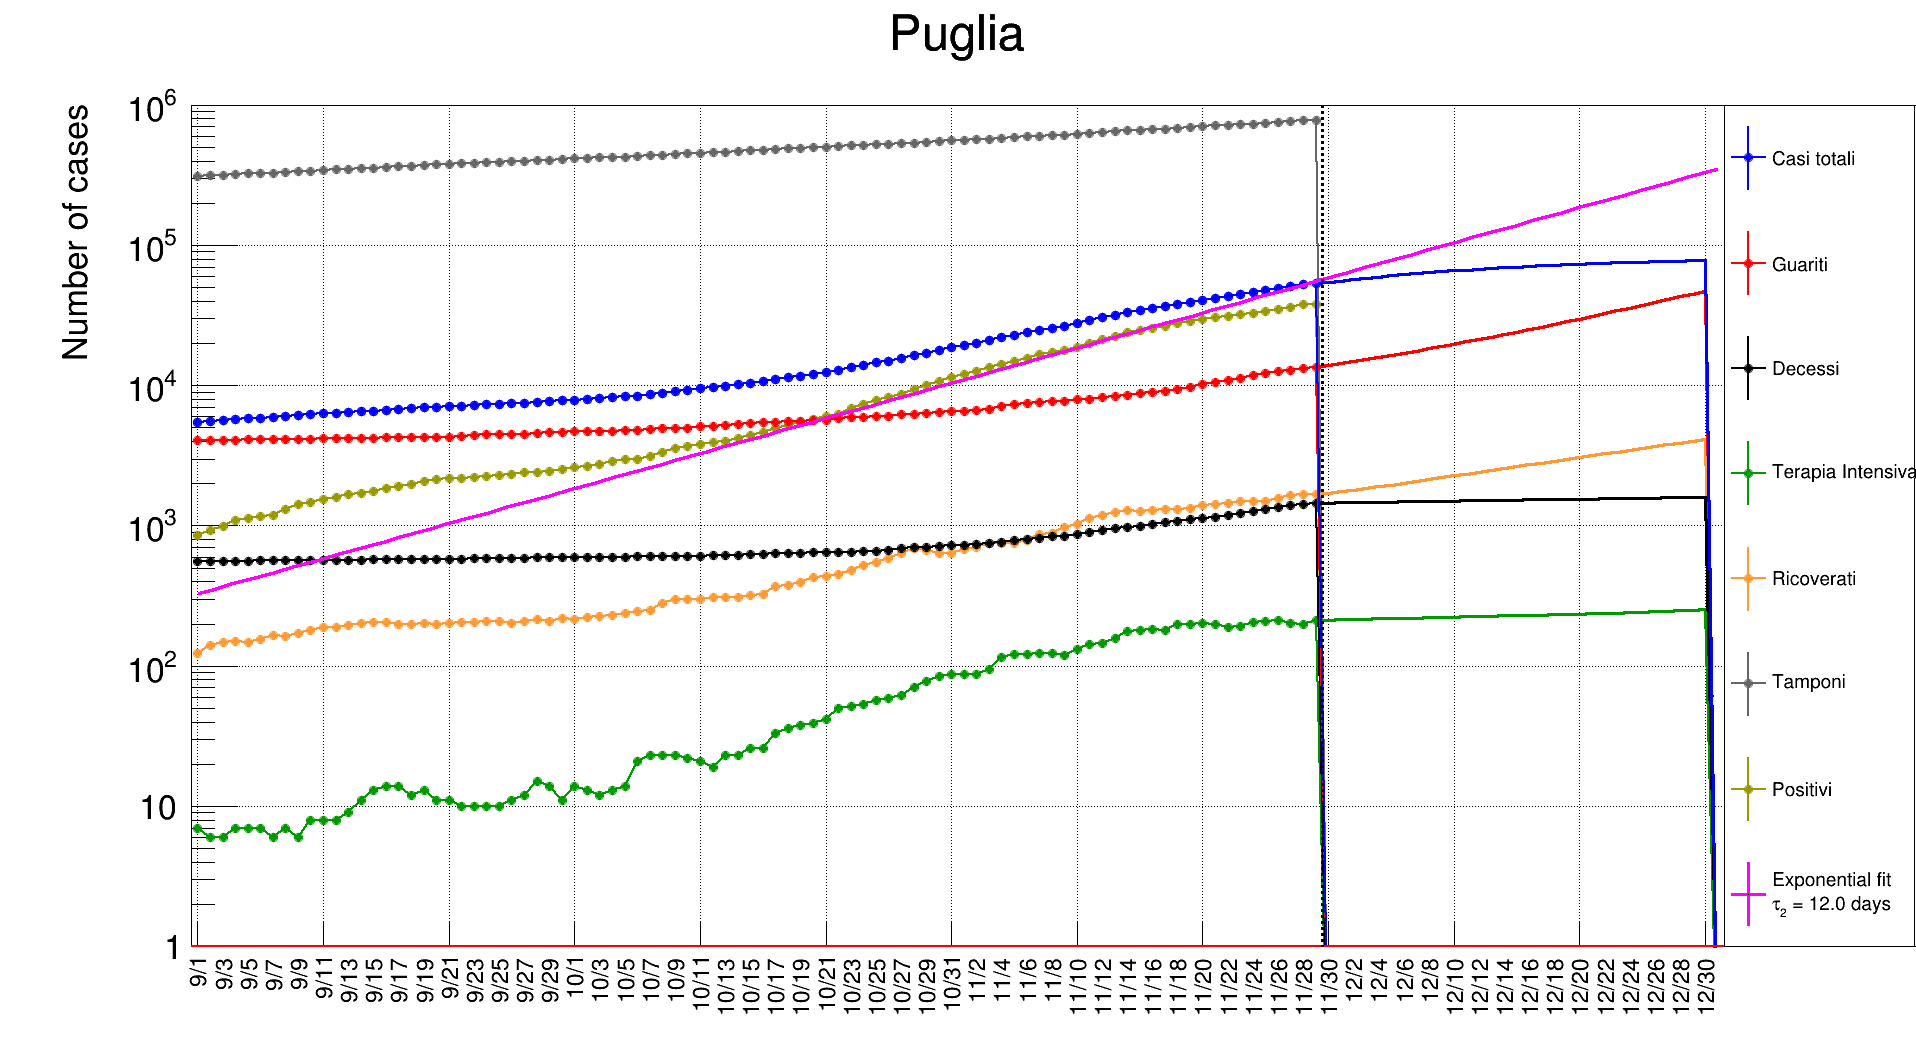 Puglia
Number of cases
10^6
10^5
10^4
10^3
10^2
10
1
9/1 9/3 9/5 9/7 9/9 9/11 9/13 9/15 9/17 9/19 9/21 9/23 9/25 9/27 9/29 10/1 10/3 10/5 10/7 10/9 10/11 10/13 10/15 10/17 10/19 10/21 10/23 10/25 10/27 10/29 10/31 11/2 11/4 11/6 11/8 11/10 11/12 11/14 11/16 11/18 11/20 11/22 11/24 11/26 11/28 11/30 12/2 12/4 12/6 12/8 12/10 12/12 12/14 12/16 12/18 12/20 12/22 12/24 12/26 12/28 12/30
Casi totali
Guariti
Decessi
Terapia Intensiva
Ricoverati
Tamponi
Positivi
Exponential fit
τ_2 = 12.0 days